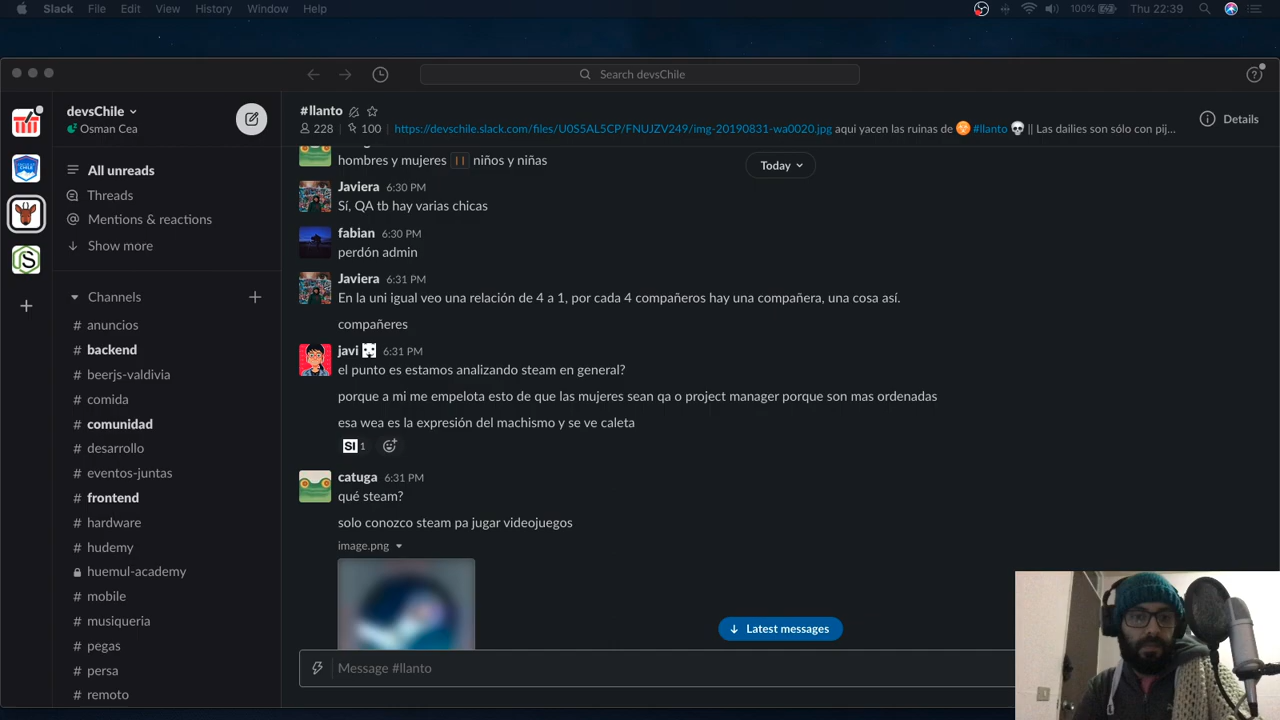 Slack File Edit View History Window Help
100% Thu 22:39
Search devsChile
devsChile
Osman Cea
All unreads
Threads
Mentions & reactions
Show more
Channels
# anuncios
# backend
# beerjs-valdivia
# comida
# comunidad
# desarrollo
# eventos-juntas
# frontend
# hardware
# hudemy
huemul-academy
# mobile
# musiqueria
# pegas
# persa
# remoto
#llanto
228 100 https://devschile.slack.com/files/U0S5AL5CP/FNUJZV249/img-20190831-wa0020.jpg aquí yacen las ruinas de #llanto || Las dailies son sólo con pij...
Details
Today
hombres y mujeres niños y niñas
Javiera 6:30 PM
Sí, QA tb hay varias chicas
fabian 6:30 PM
perdón admin
Javiera 6:31 PM
En la uni igual veo una relación de 4 a 1, por cada 4 compañeros hay una compañera, una cosa así.
compañeres
javi 6:31 PM
el punto es estamos analizando steam en general?
porque a mi me empelota esto de que las mujeres sean qa o project manager porque son mas ordenadas
esa wea es la expresión del machismo y se ve caleta
SI 1
catuga 6:31 PM
qué steam?
solo conozco steam pa jugar videojuegos
image.png
Latest messages
Message #llanto